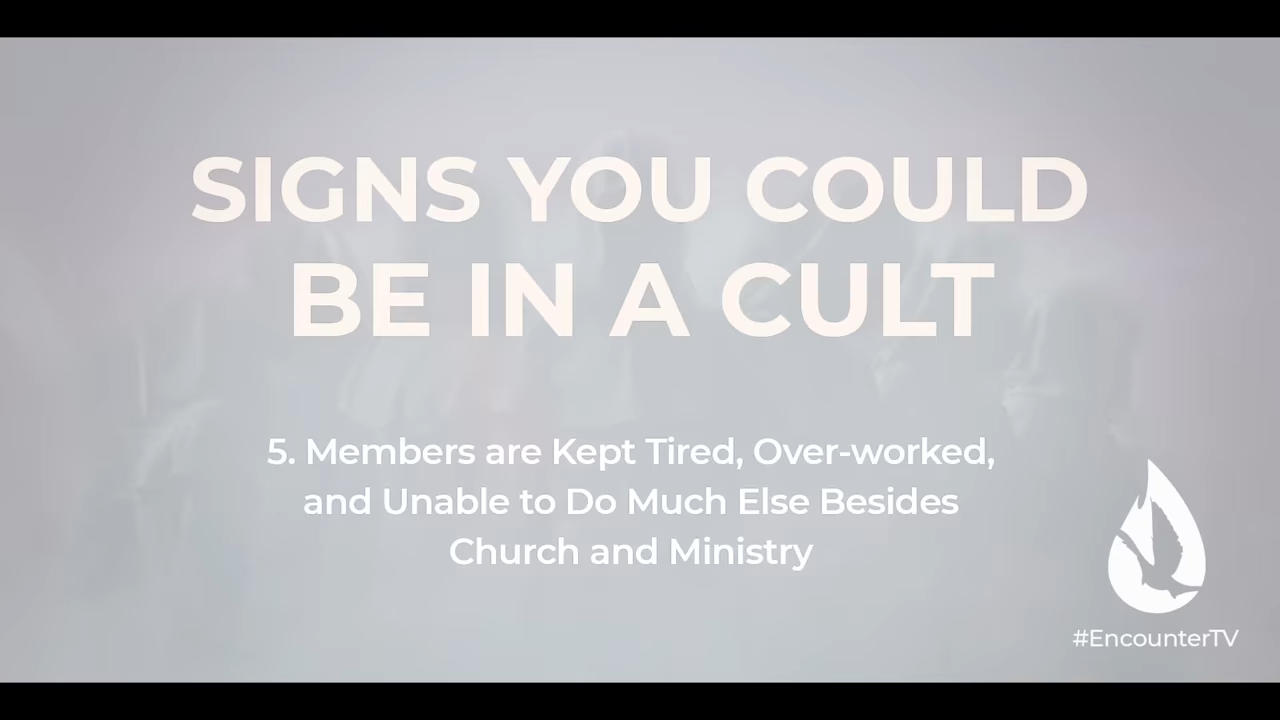 SIGNS YOU COULD
BE IN A CULT
5. Members are Kept Tired, Over-worked,
and Unable to Do Much Else Besides
Church and Ministry
#EncounterTV